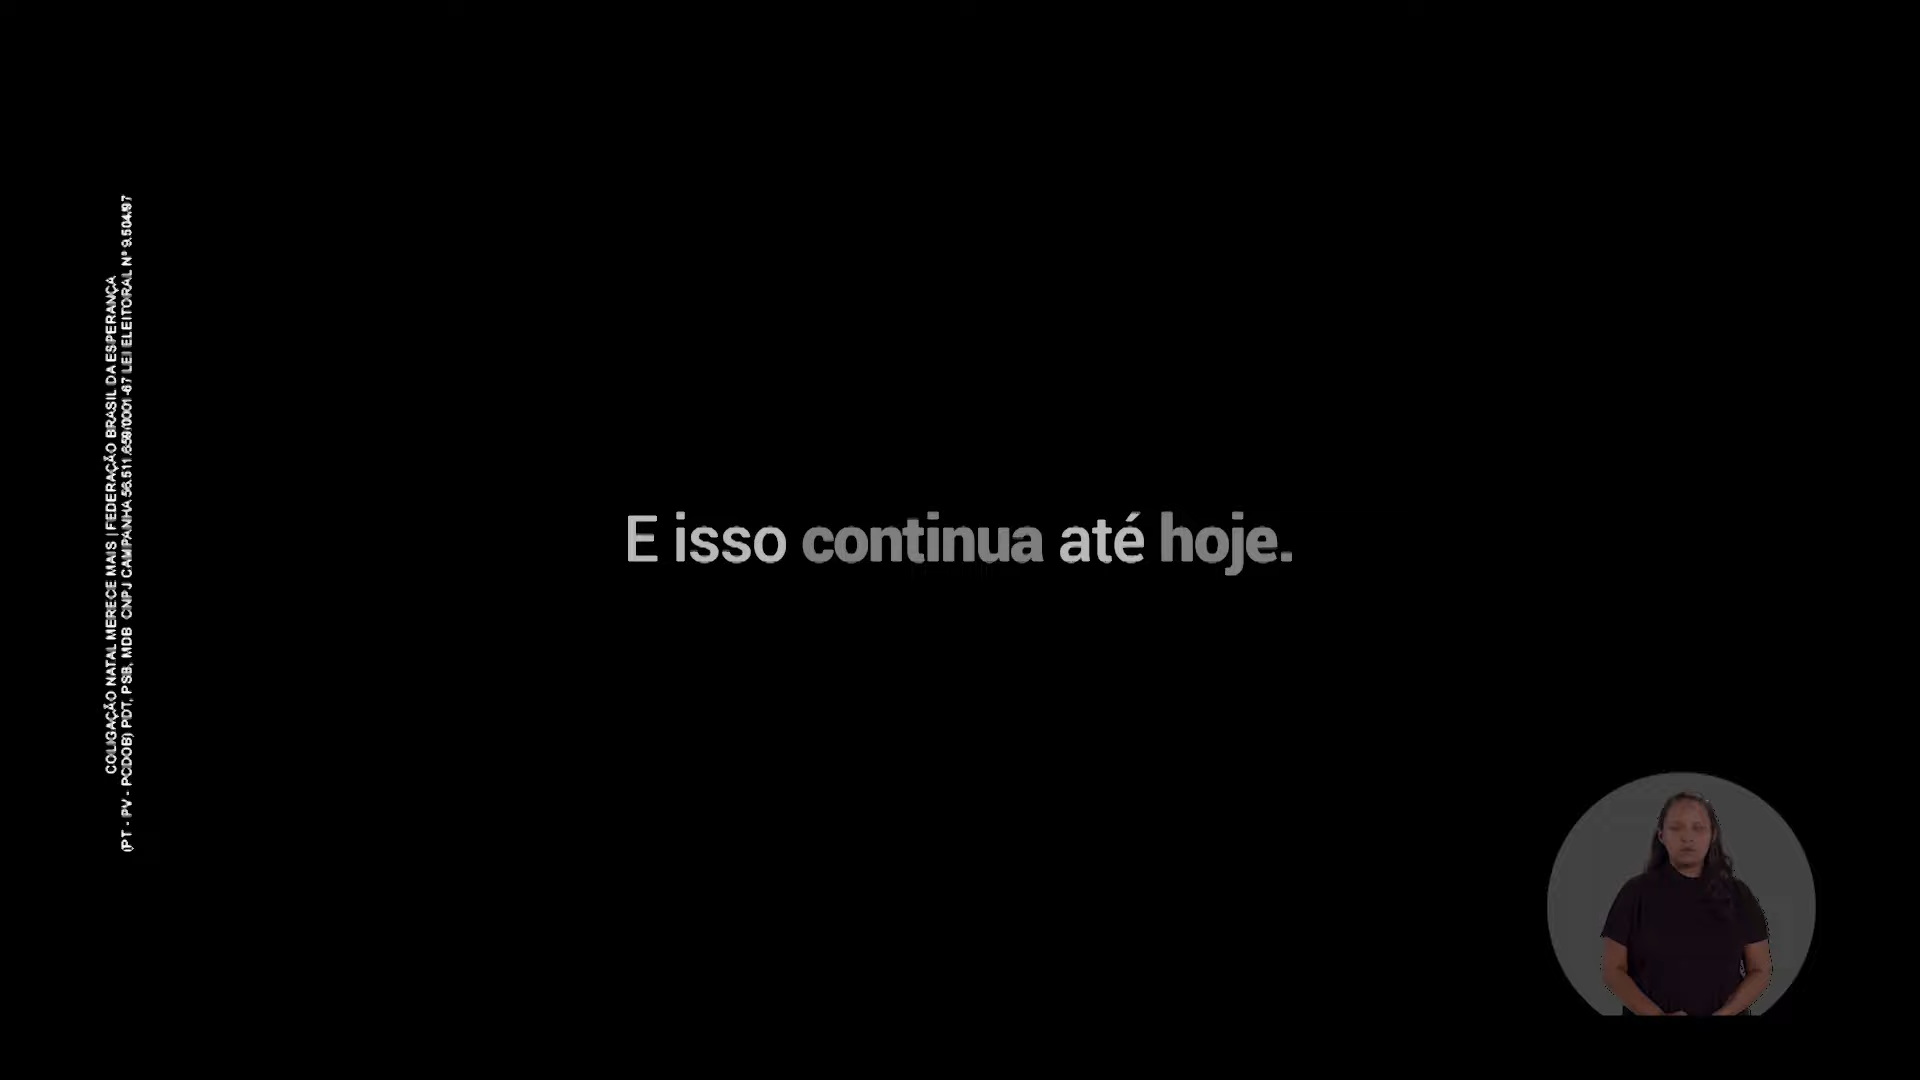 COLIGAÇÃO NATAL MERECE MAIS | FEDERAÇÃO BRASIL DA ESPERANÇA
(PT - PV - PCDOB) PDT, PSB, MDB CNPJ CAMPANHA 56.511.659/0001-67 LEI ELEITORAL Nº 9.504/97
E isso continua até hoje.